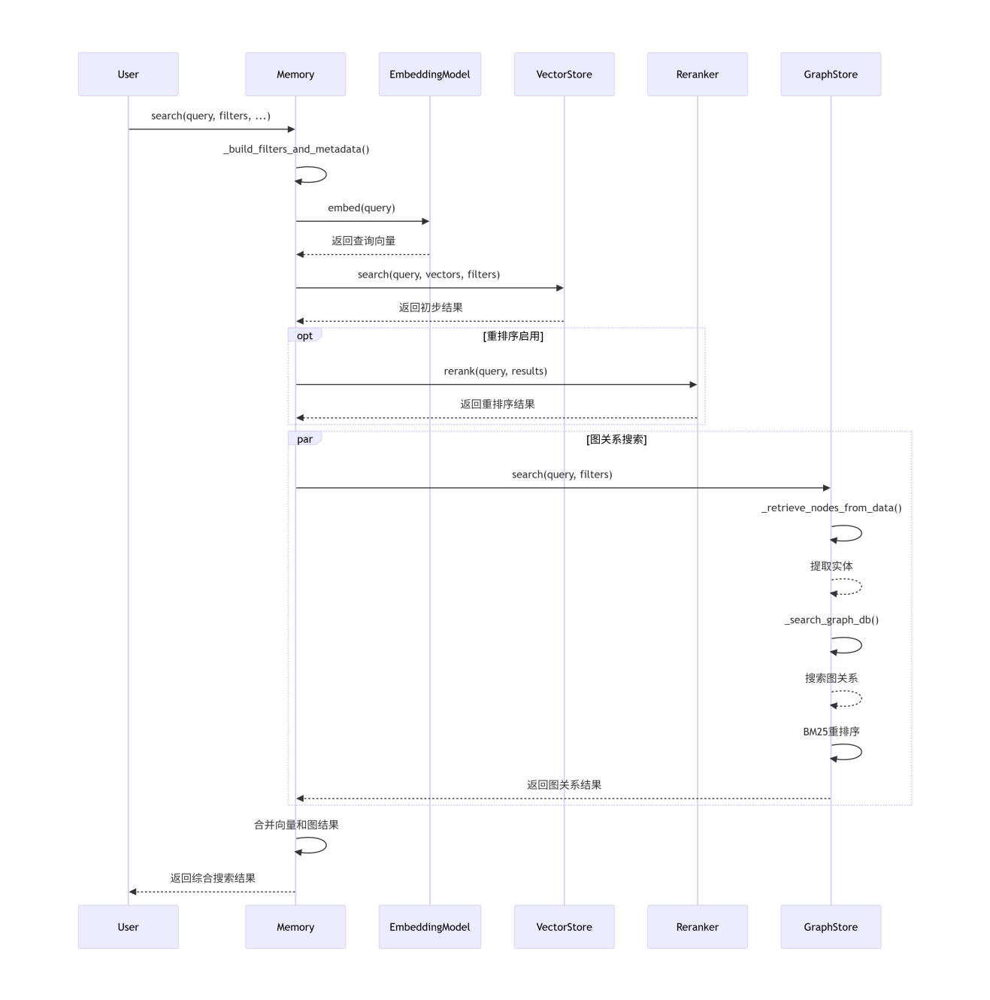 User
Memory
EmbeddingModel
VectorStore
Reranker
GraphStore
search(query, filters, ...)
_build_filters_and_metadata()
embed(query)
返回查询向量
search(query, vectors, filters)
返回初步结果
opt
[重排序启用]
rerank(query, results)
返回重排序结果
par
[图关系搜索]
search(query, filters)
_retrieve_nodes_from_data()
提取实体
_search_graph_db()
搜索图关系
BM25重排序
返回图关系结果
合并向量和图结果
返回综合搜索结果
User
Memory
EmbeddingModel
VectorStore
Reranker
GraphStore